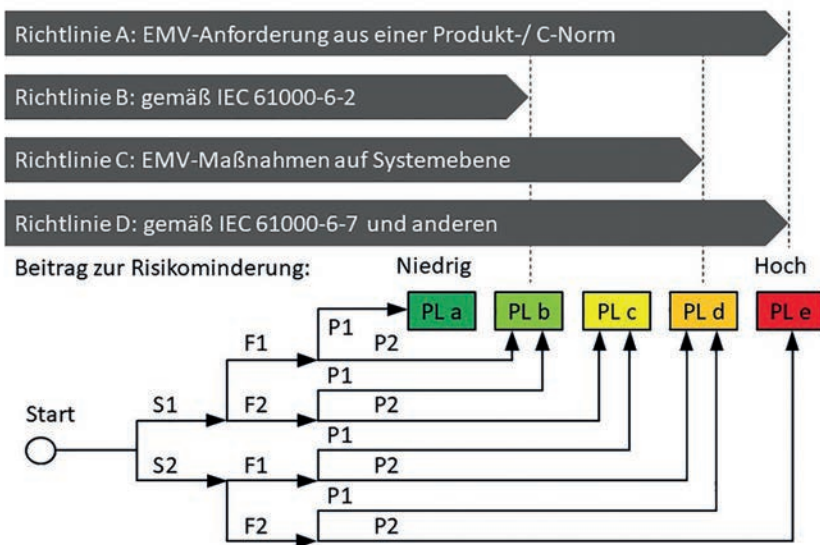 Richtlinie A: EMV-Anforderung aus einer Produkt-/ C-Norm
Richtlinie B: gemäß IEC 61000-6-2
Richtlinie C: EMV-Maßnahmen auf Systemebene
Richtlinie D: gemäß IEC 61000-6-7 und anderen
Beitrag zur Risikominderung: Niedrig Hoch
PL a PL b PL c PL d PL e
P1
F1 P2
P1
Start S1 F2 P2
P1
S2 F1 P2
P1
F2 P2